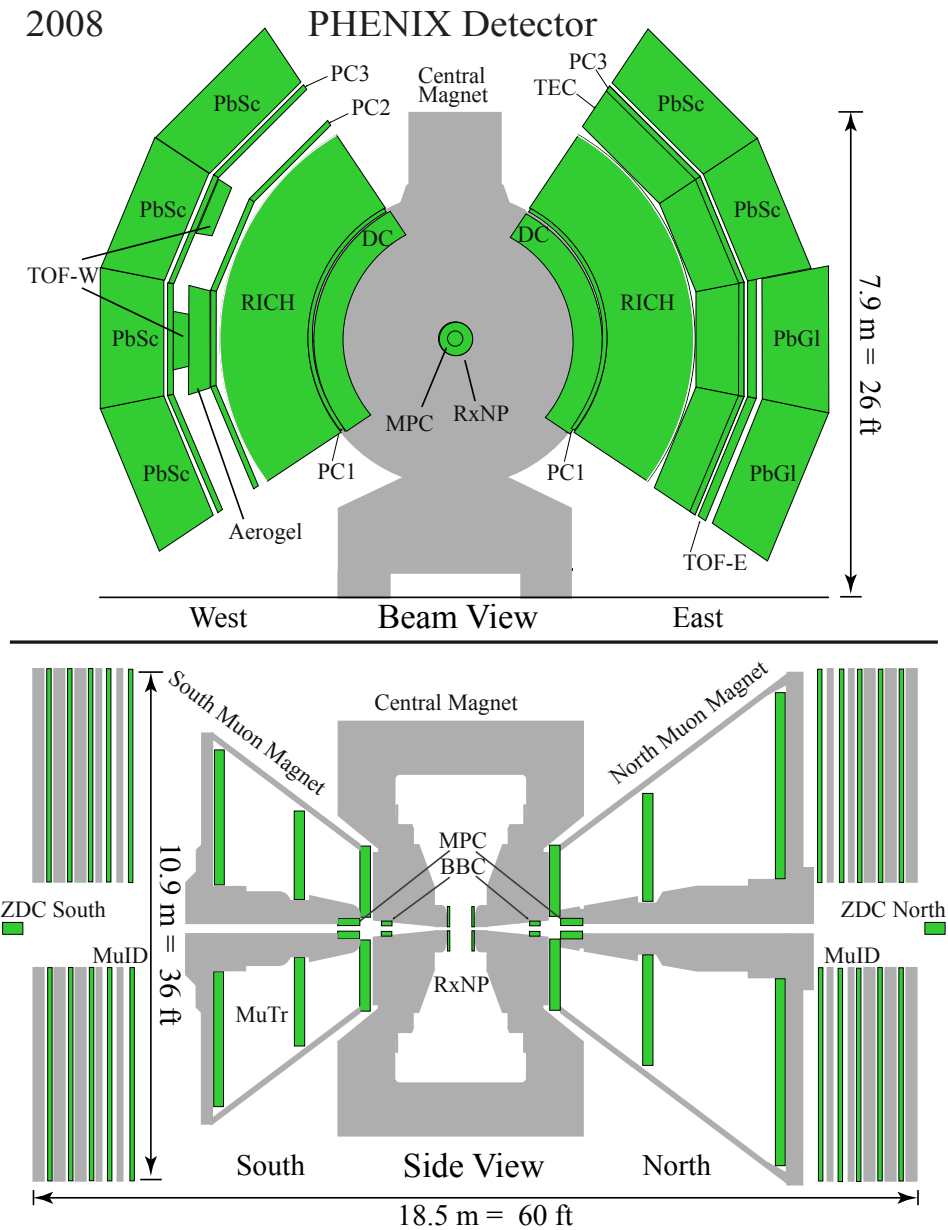 2008
PHENIX Detector
PC3
Central
Magnet
PC3
TEC
PbSc
PC2
PbSc
PbSc
PbSc
DC
DC
TOF-W
RICH
RICH
PbSc
PbGl
7.9 m = 26 ft
MPC
RxNP
PbSc
PC1
PC1
PbGl
Aerogel
TOF-E
West
Beam View
East
South Muon Magnet
Central Magnet
North Muon Magnet
MPC
BBC
10.9 m = 36 ft
ZDC South
ZDC North
MuID
MuID
RxNP
MuTr
South
Side View
North
18.5 m = 60 ft